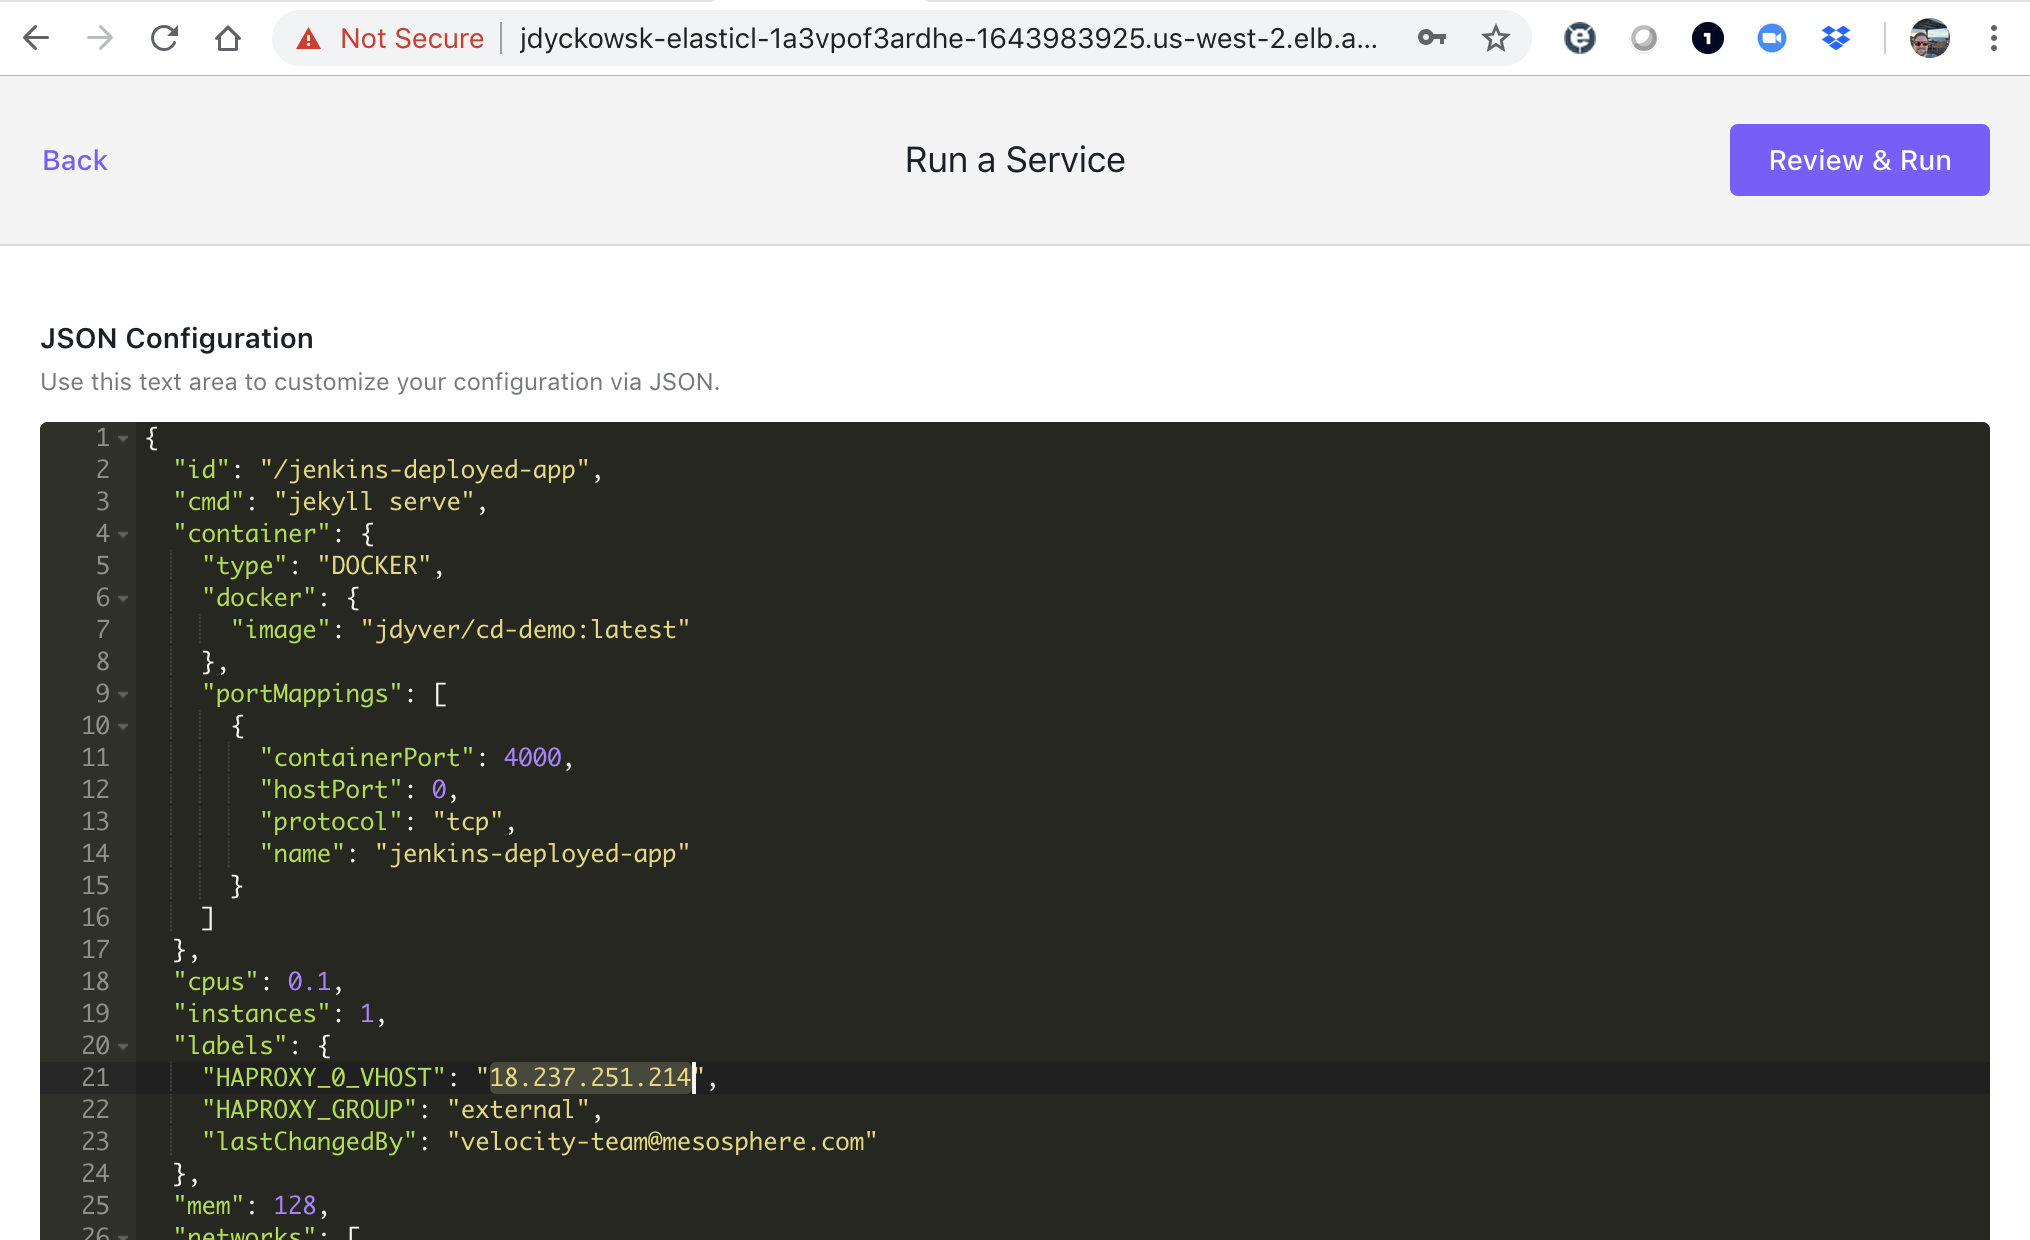 Not Secure jdyckowsk-elasticl-1a3vpof3ardhe-1643983925.us-west-2.elb.a...
Back
Run a Service
Review & Run
JSON Configuration
Use this text area to customize your configuration via JSON.
1 {
2 "id": "/jenkins-deployed-app",
3 "cmd": "jekyll serve",
4 "container": {
5 "type": "DOCKER",
6 "docker": {
7 "image": "jdyver/cd-demo:latest"
8 },
9 "portMappings": [
10 {
11 "containerPort": 4000,
12 "hostPort": 0,
13 "protocol": "tcp",
14 "name": "jenkins-deployed-app"
15 }
16 ]
17 },
18 "cpus": 0.1,
19 "instances": 1,
20 "labels": {
21 "HAPROXY_0_VHOST": "18.237.251.214",
22 "HAPROXY_GROUP": "external",
23 "lastChangedBy": "velocity-team@mesosphere.com"
24 },
25 "mem": 128,
26 "networks": [